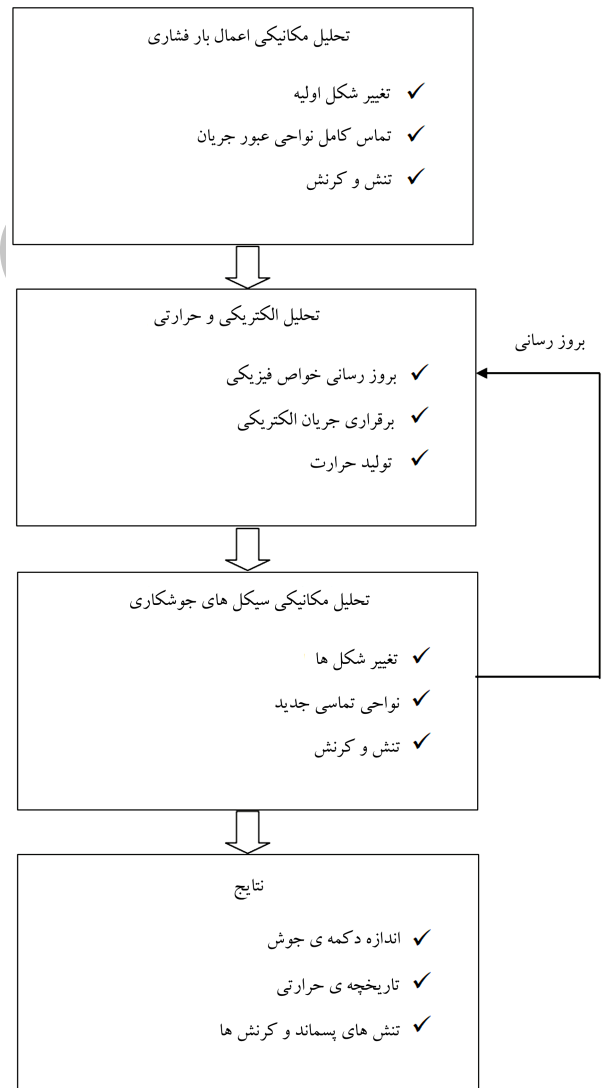 تحلیل مکانیکی اعمال بار فشاری
✓ تغییر شکل اولیه
✓ تماس کامل نواحی عبور جریان
✓ تنش و کرنش
تحلیل الکتریکی و حرارتی
بروز رسانی
✓ بروز رسانی خواص فیزیکی
✓ برقراری جریان الکتریکی
✓ تولید حرارت
تحلیل مکانیکی سیکل های جوشکاری
✓ تغییر شکل ها
✓ نواحی تماسی جدید
✓ تنش و کرنش
نتایج
✓ اندازه دکمه ی جوش
✓ تاریخچه ی حرارتی
✓ تنش های پسماند و کرنش ها